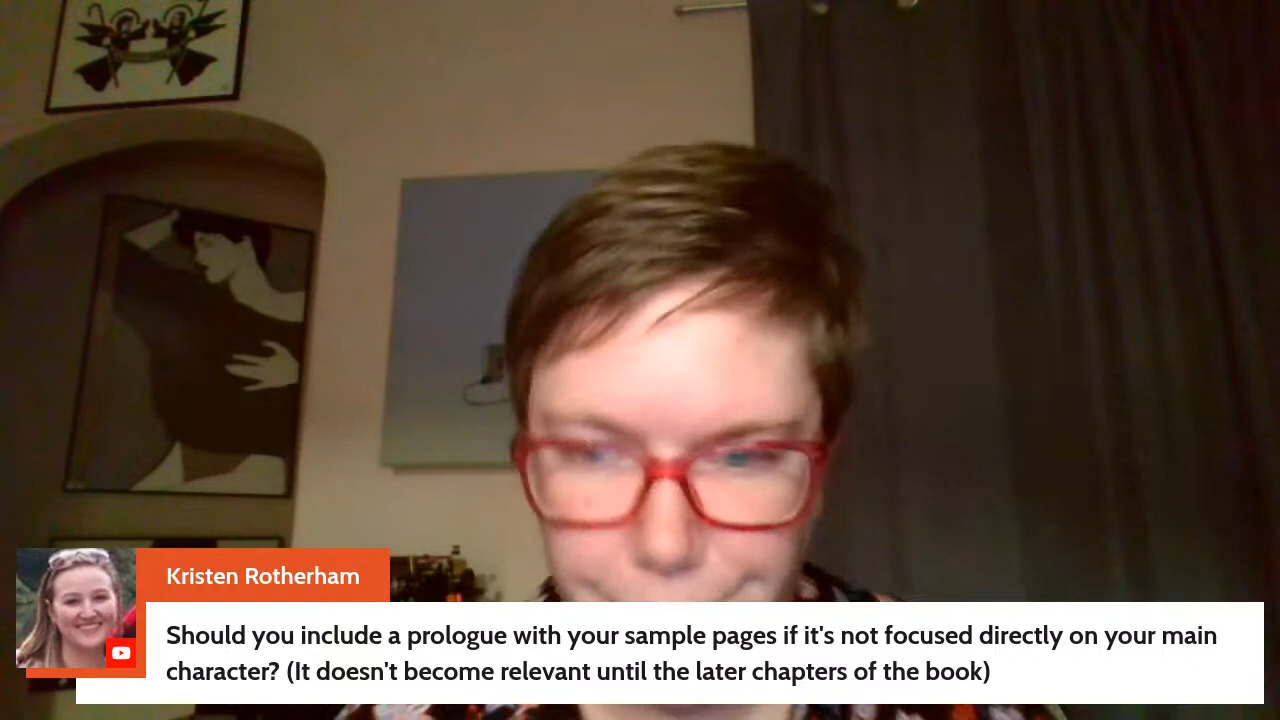 Kristen Rotherham
Should you include a prologue with your sample pages if it's not focused directly on your main
character? (It doesn't become relevant until the later chapters of the book)